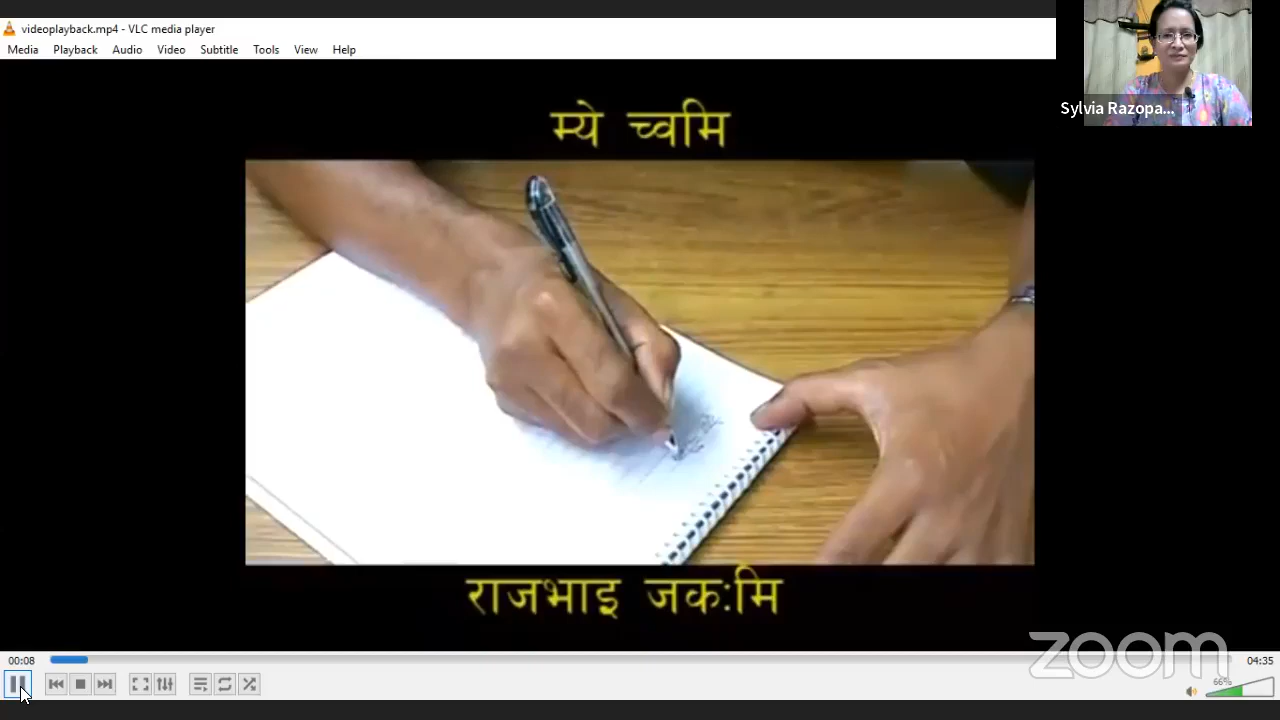 videoplayback.mp4 - VLC media player
Media Playback Audio Video Subtitle Tools View Help
Sylvia Razopa...
म्ये च्वमि
राजभाइ जकःमि
zoom
00:08
04:35
66%